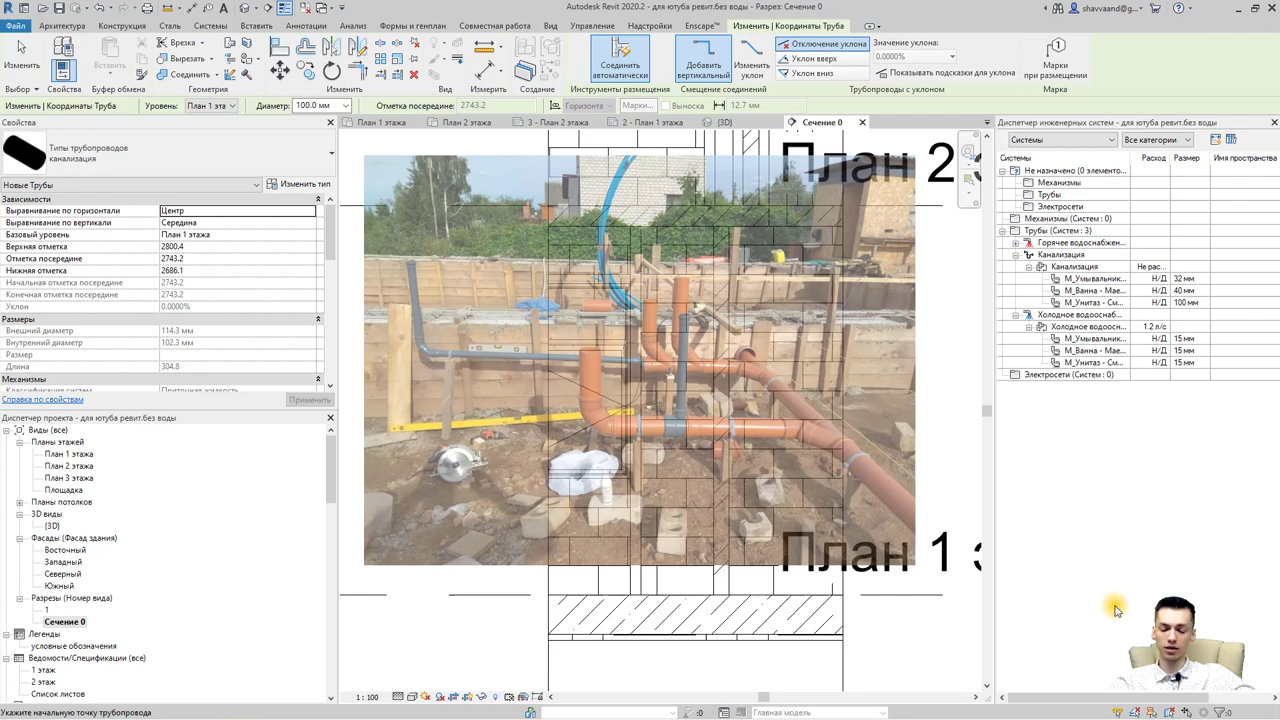 Autodesk Revit 2020.2 - для ютуба ревит.без воды - Разрез: Сечение 0
shavvaand@g...
Файл Архитектура Конструкция Сталь Системы Вставить Аннотации Анализ Формы и генплан Совместная работа Вид Управление Надстройки Enscape™ Изменить | Координаты Труба
Изменить
Вставить
Врезка
Вырезать
Соединить
Соединить автоматически
Добавить вертикальный
Изменить уклон
Отключение уклона
Уклон вверх
Уклон вниз
Значение уклона:
0.0000%
Показывать подсказки для уклона
Марки при размещении
Выбор Свойства Буфер обмена Геометрия Изменить Вид Измерить Создание Инструменты размещения Смещение соединений Трубопроводы с уклоном Марка
Изменить | Координаты Труба Уровень: План 1 эта Диаметр: 100.0 мм Отметка посередине: 2743.2 Горизонта Марки... Выноска 12.7 мм
Свойства
Типы трубопроводов
канализация
Новые Трубы Изменить тип
Зависимости
Выравнивание по горизонтали Центр
Выравнивание по вертикали Середина
Базовый уровень План 1 этажа
Верхняя отметка 2800.4
Отметка посередине 2743.2
Нижняя отметка 2686.1
Начальная отметка посередине 2743.2
Конечная отметка посередине 2743.2
Уклон 0.0000%
Размеры
Внешний диаметр 114.3 мм
Внутренний диаметр 102.3 мм
Размер
Длина 304.8
Механизмы
Справка по свойствам Применить
Диспетчер проекта - для ютуба ревит.без воды
Виды (все)
Планы этажей
План 1 этажа
План 2 этажа
План 3 этажа
Площадка
Планы потолков
3D виды
{3D}
Фасады (Фасад здания)
Восточный
Западный
Северный
Южный
Разрезы (Номер вида)
1
Сечение 0
Легенды
условные обозначения
Ведомости/Спецификации (все)
1 этаж
2 этаж
Список листов
План 1 этажа План 2 этажа 3 - План 2 этажа 2 - План 1 этажа {3D} Сечение 0
План 2
План 1 э
1 : 100
Диспетчер инженерных систем - для ютуба ревит.без воды
Системы Все категории
Системы Расход Размер Имя пространства
Не назначено (0 элементо...
Механизмы
Трубы
Электросети
Механизмы (Систем : 0)
Трубы (Систем : 3)
Горячее водоснабжен...
Канализация
Канализация Не рас...
М_Умывальник... Н/Д 32 мм
М_Ванна - Мае... Н/Д 40 мм
М_Унитаз - См... Н/Д 100 мм
Холодное водоснаб...
Холодное водоосн... 1.2 л/с
М_Умывальник... Н/Д 15 мм
М_Ванна - Мае... Н/Д 15 мм
М_Унитаз - См... Н/Д 15 мм
Электросети (Систем : 0)
Укажите начальную точку трубопровода
:0
Главная модель
:0